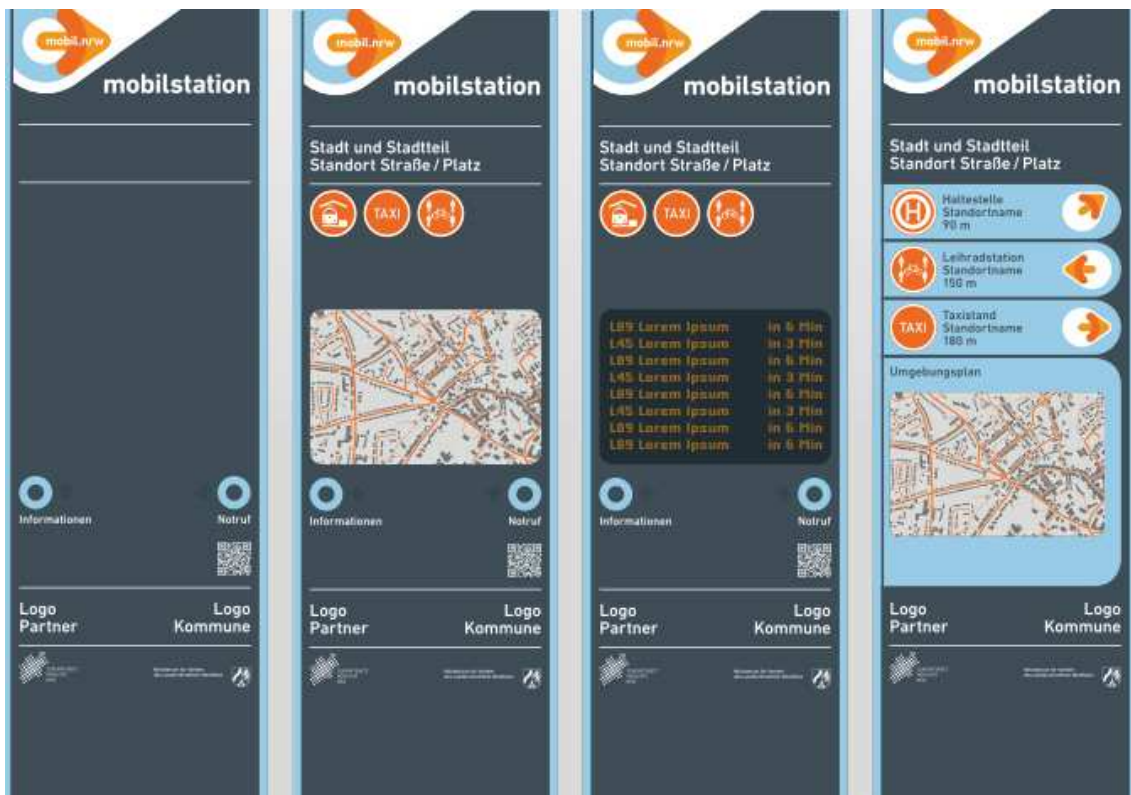 mobil.nrw
mobilstation
Informationen
Notruf
Logo
Partner
Logo
Kommune
mobil.nrw
mobilstation
Stadt und Stadtteil
Standort Straße / Platz
TAXI
Informationen
Notruf
Logo
Partner
Logo
Kommune
mobil.nrw
mobilstation
Stadt und Stadtteil
Standort Straße / Platz
TAXI
L89 Lorem Ipsum in 6 Min
L45 Lorem Ipsum in 3 Min
L89 Lorem Ipsum in 6 Min
L45 Lorem Ipsum in 3 Min
L89 Lorem Ipsum in 6 Min
L45 Lorem Ipsum in 3 Min
L89 Lorem Ipsum in 6 Min
L89 Lorem Ipsum in 6 Min
Informationen
Notruf
Logo
Partner
Logo
Kommune
mobil.nrw
mobilstation
Stadt und Stadtteil
Standort Straße / Platz
H
Haltestelle
Standortname
90 m
Leihradstation
Standortname
150 m
TAXI
Taxistand
Standortname
180 m
Umgebungsplan
Logo
Partner
Logo
Kommune